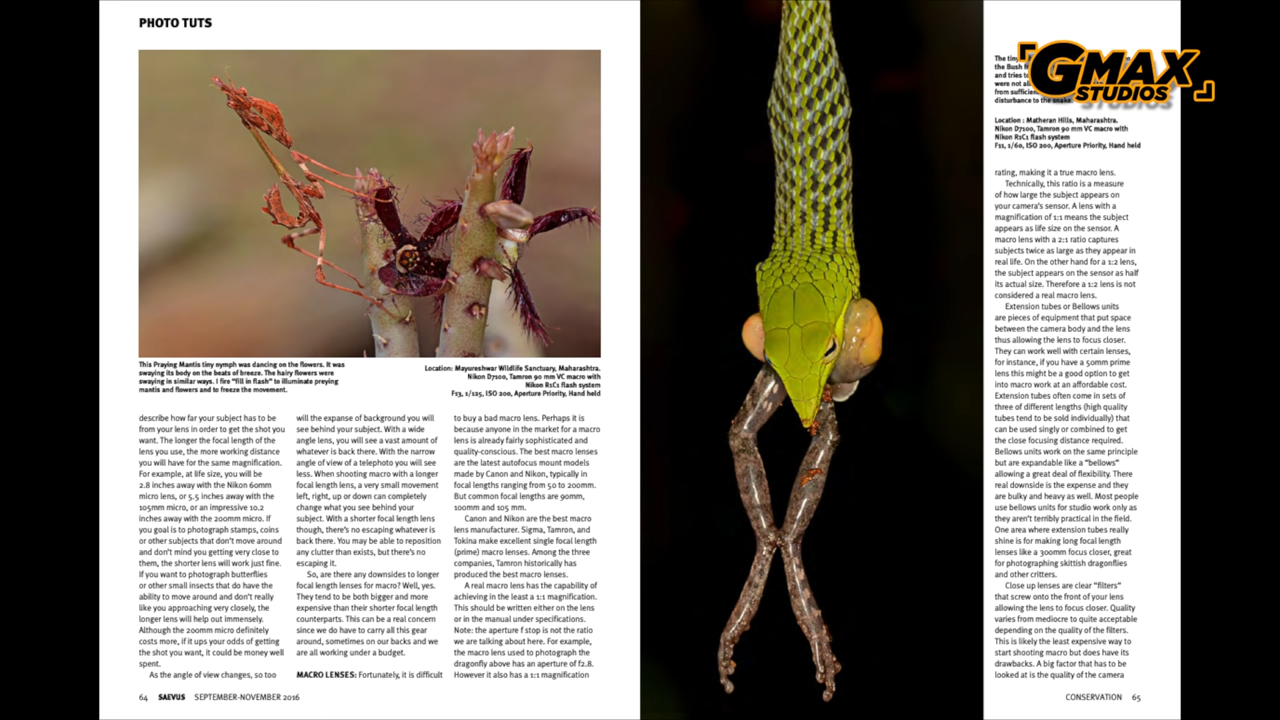 PHOTO TUTS
This Praying Mantis tiny nymph was dancing on the flowers. It was
swaying its body on the beats of breeze. The hairy flowers were
swaying in similar ways. I fire "fill in flash" to illuminate preying
mantis and flowers and to freeze the movement.
Location: Mayureshwar Wildlife Sanctuary, Maharashtra.
Nikon D7100, Tamron 90 mm VC macro with
Nikon R1C1 flash system
F13, 1/125, ISO 200, Aperture Priority, Hand held
describe how far your subject has to be
from your lens in order to get the shot you
want. The longer the focal length of the
lens you use, the more working distance
you will have for the same magnification.
For example, at life size, you will be
2.8 inches away with the Nikon 60mm
micro lens, or 5.5 inches away with the
105mm micro, or an impressive 10.2
inches away with the 200mm micro. If
you goal is to photograph stamps, coins
or other subjects that don't move around
and don't mind you getting very close to
them, the shorter lens will work just fine.
If you want to photograph butterflies
or other small insects that do have the
ability to move around and don't really
like you approaching very closely, the
longer lens will help out immensely.
Although the 200mm micro definitely
costs more, if it ups your odds of getting
the shot you want, it could be money well
spent.
As the angle of view changes, so too
will the expanse of background you will
see behind your subject. With a wide
angle lens, you will see a vast amount of
whatever is back there. With the narrow
angle of view of a telephoto you will see
less. When shooting macro with a longer
focal length lens, a very small movement
left, right, up or down can completely
change what you see behind your
subject. With a shorter focal length lens
though, there's no escaping whatever is
back there. You may be able to reposition
any clutter than exists, but there's no
escaping it.
So, are there any downsides to longer
focal length lenses for macro? Well, yes.
They tend to be both bigger and more
expensive than their shorter focal length
counterparts. This can be a real concern
since we do have to carry all this gear
around, sometimes on our backs and we
are all working under a budget.
MACRO LENSES: Fortunately, it is difficult
to buy a bad macro lens. Perhaps it is
because anyone in the market for a macro
lens is already fairly sophisticated and
quality-conscious. The best macro lenses
are the latest autofocus mount models
made by Canon and Nikon, typically in
focal lengths ranging from 50 to 200mm.
But common focal lengths are 90mm,
100mm and 105 mm.
Canon and Nikon are the best macro
lens manufacturer. Sigma, Tamron, and
Tokina make excellent single focal length
(prime) macro lenses. Among the three
companies, Tamron historically has
produced the best macro lenses.
A real macro lens has the capability of
achieving in the least a 1:1 magnification.
This should be written either on the lens
or in the manual under specifications.
Note: the aperture f stop is not the ratio
we are talking about here. For example,
the macro lens used to photograph the
dragonfly above has an aperture of f2.8.
However it also has a 1:1 magnification
64 SAEVUS SEPTEMBER-NOVEMBER 2016
GMAX
STUDIOS
The tiny
the Bush
and tries to
were not
from
disturbance to the snake.
Location : Matheran Hills, Maharashtra.
Nikon D7100, Tamron 90 mm VC macro with
Nikon R1C1 flash system
F11, 1/60, ISO 200, Aperture Priority, Hand held
rating, making it a true macro lens.
Technically, this ratio is a measure
of how large the subject appears on
your camera's sensor. A lens with a
magnification of 1:1 means the subject
appears as life size on the sensor. A
macro lens with a 2:1 ratio captures
subjects twice as large as they appear in
real life. On the other hand for a 1:2 lens,
the subject appears on the sensor as half
its actual size. Therefore a 1:2 lens is not
considered a real macro lens.
Extension tubes or Bellows units
are pieces of equipment that put space
between the camera body and the lens
thus allowing the lens to focus closer.
They can work well with certain lenses,
for instance, if you have a 50mm prime
lens this might be a good option to get
into macro work at an affordable cost.
Extension tubes often come in sets of
three of different lengths (high quality
tubes tend to be sold individually) that
can be used singly or combined to get
the close focusing distance required.
Bellows units work on the same principle
but are expandable like a "bellows"
allowing a great deal of flexibility. There
real downside is the expense and they
are bulky and heavy as well. Most people
use bellows units for studio work only as
they aren't terribly practical in the field.
One area where extension tubes really
shine is for making long focal length
lenses like a 300mm focus closer, great
for photographing skittish dragonflies
and other critters.
Close up lenses are clear "filters"
that screw onto the front of your lens
allowing the lens to focus closer. Quality
varies from mediocre to quite acceptable
depending on the quality of the filters.
This is likely the least expensive way to
start shooting macro but does have its
drawbacks. A big factor that has to be
looked at is the quality of the camera
CONSERVATION 65